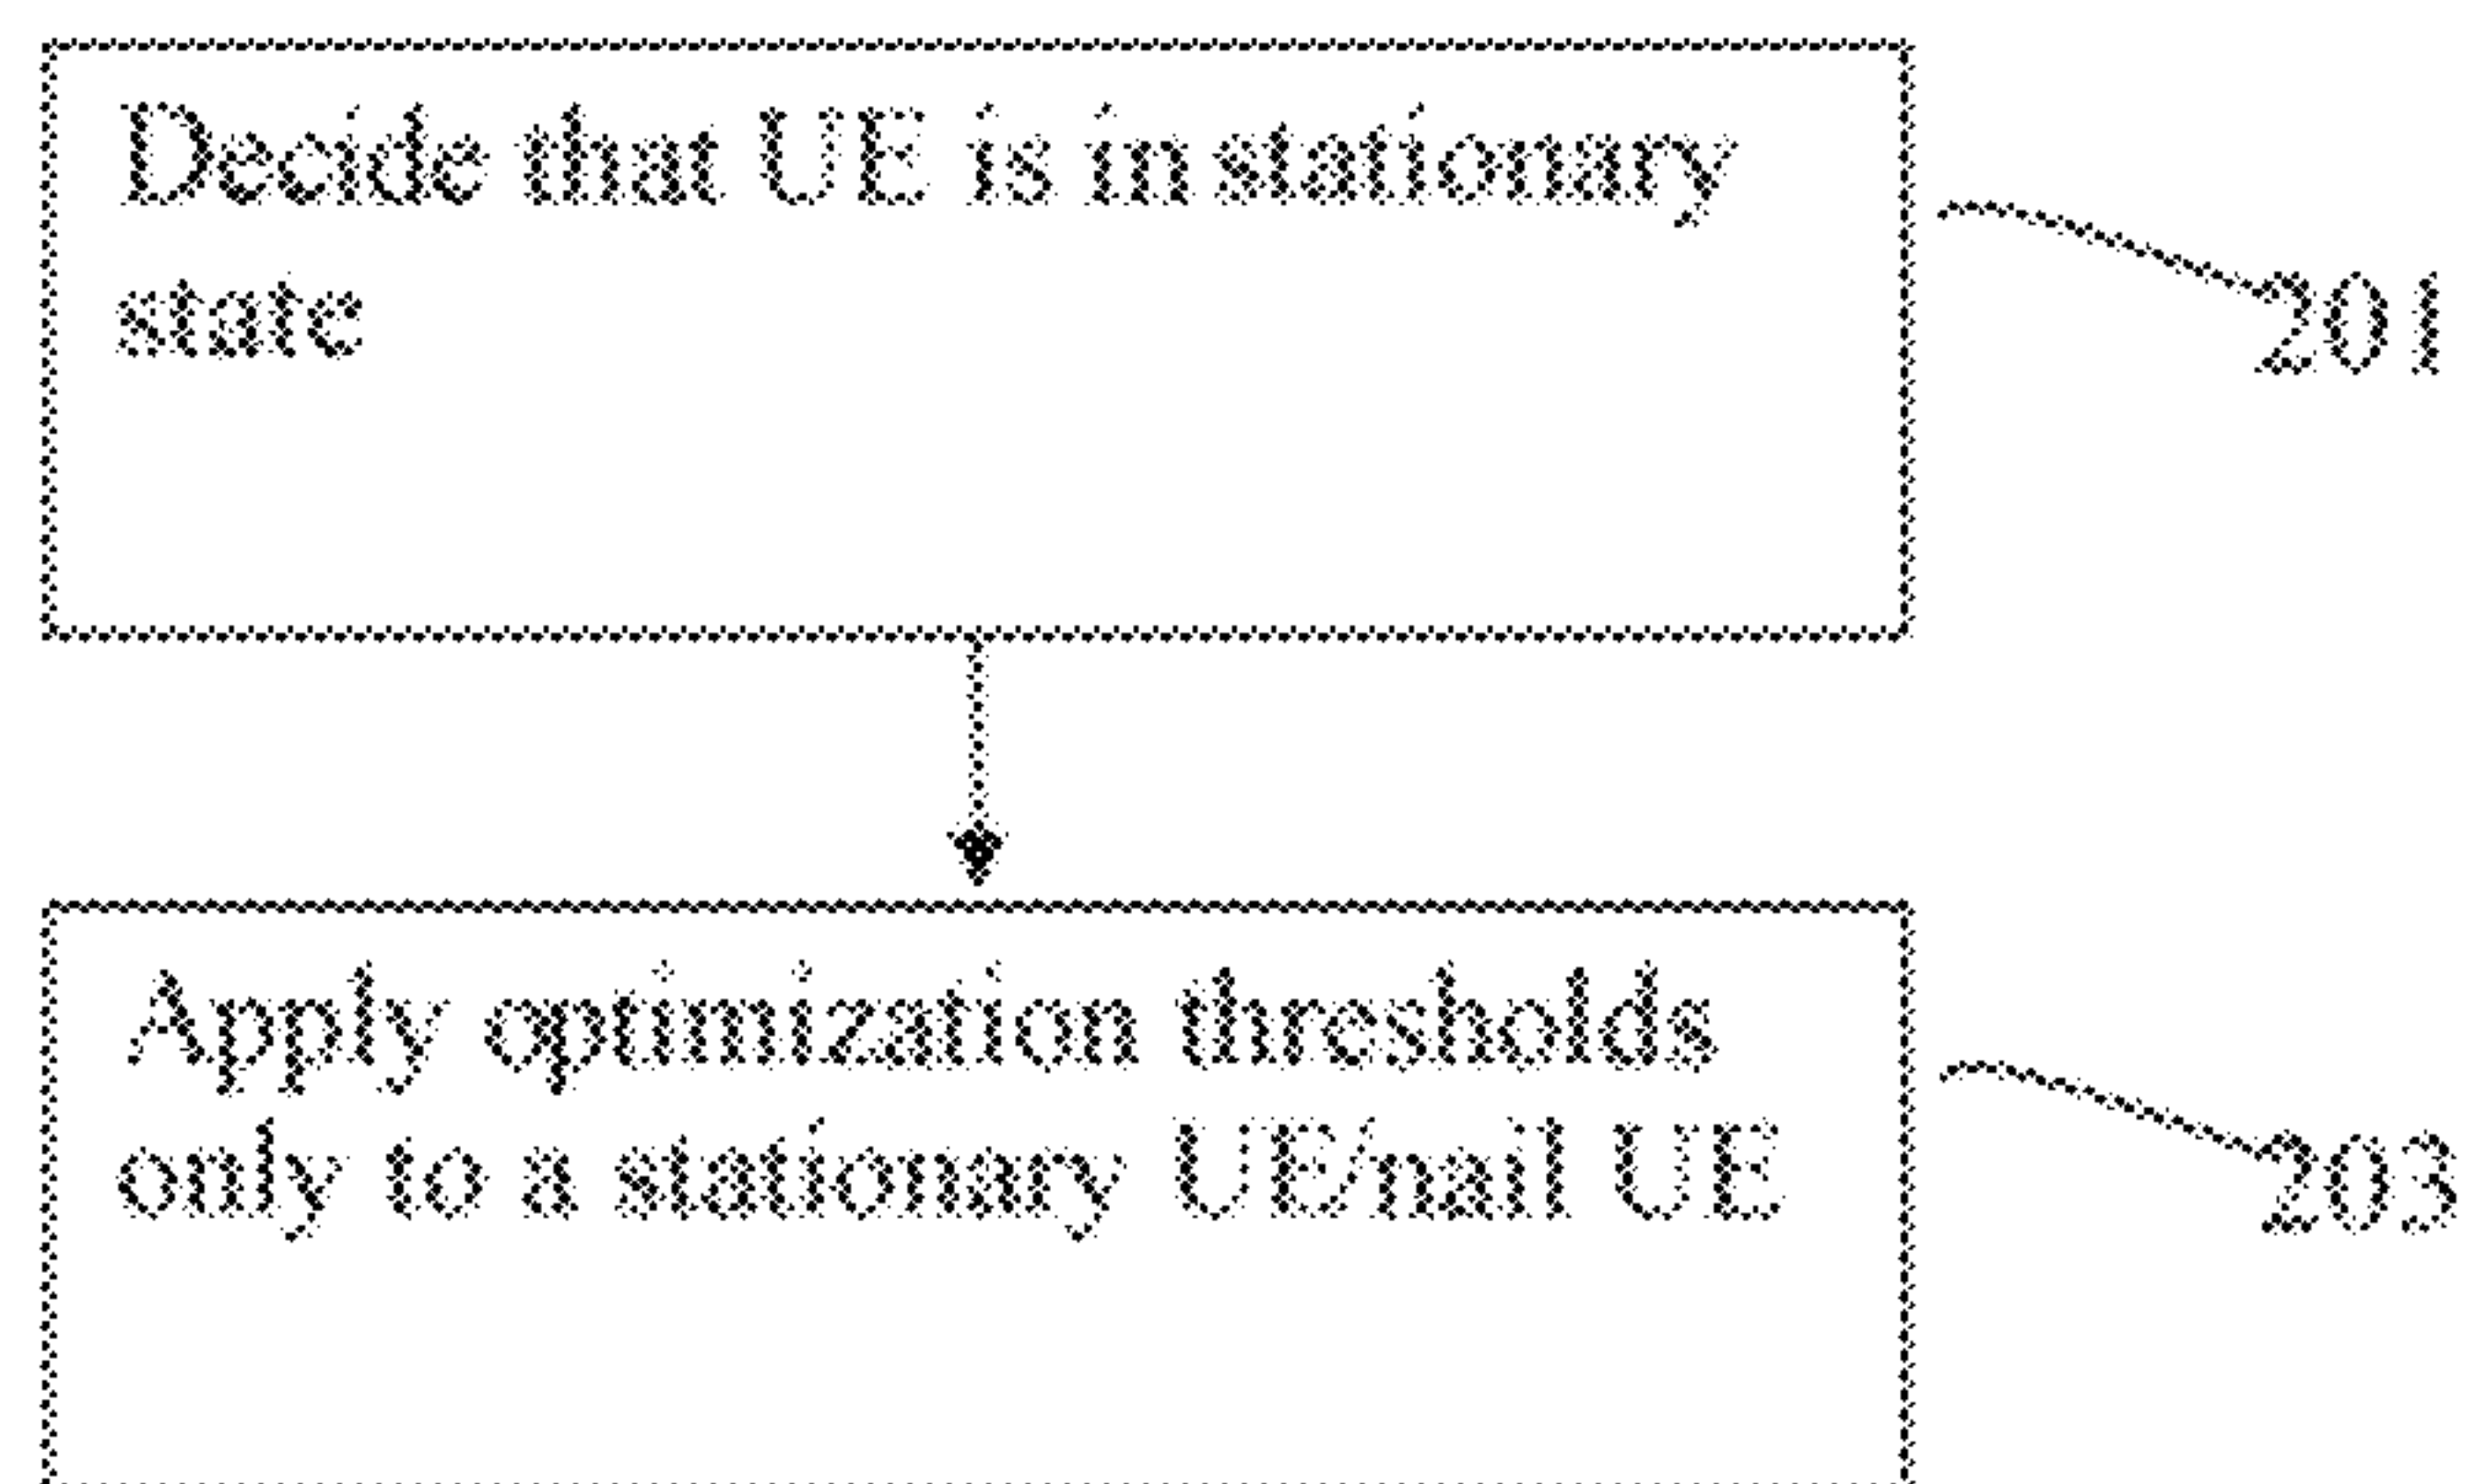 Decide that UE is in stationary
state
201
Apply optimization thresholds
only to a stationary UE/nail UE
203